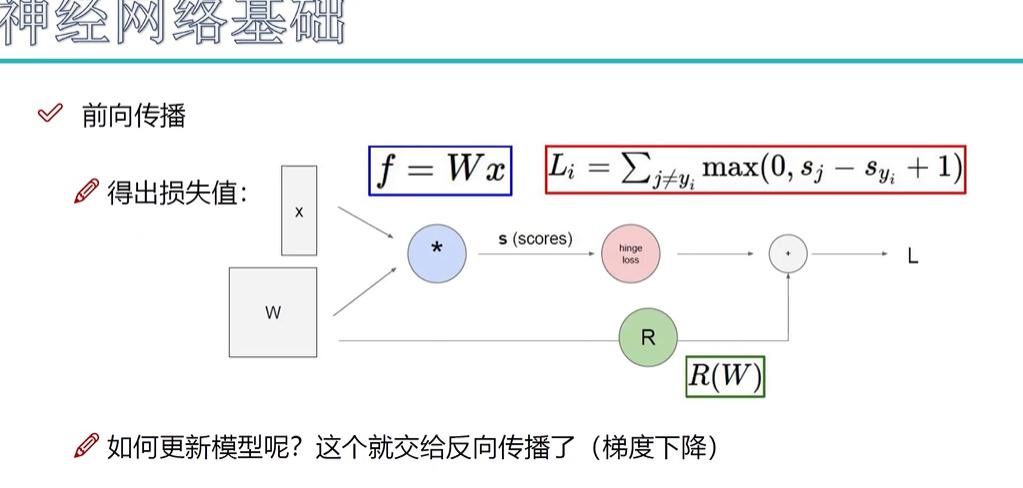 神经网络基础
前向传播
得出损失值：
f = Wx
L_i = ∑_{j≠y_i} max(0, s_j − s_{y_i} + 1)
x
W
*
s (scores)
hinge
loss
+
L
R
R(W)
如何更新模型呢？这个就交给反向传播了（梯度下降）